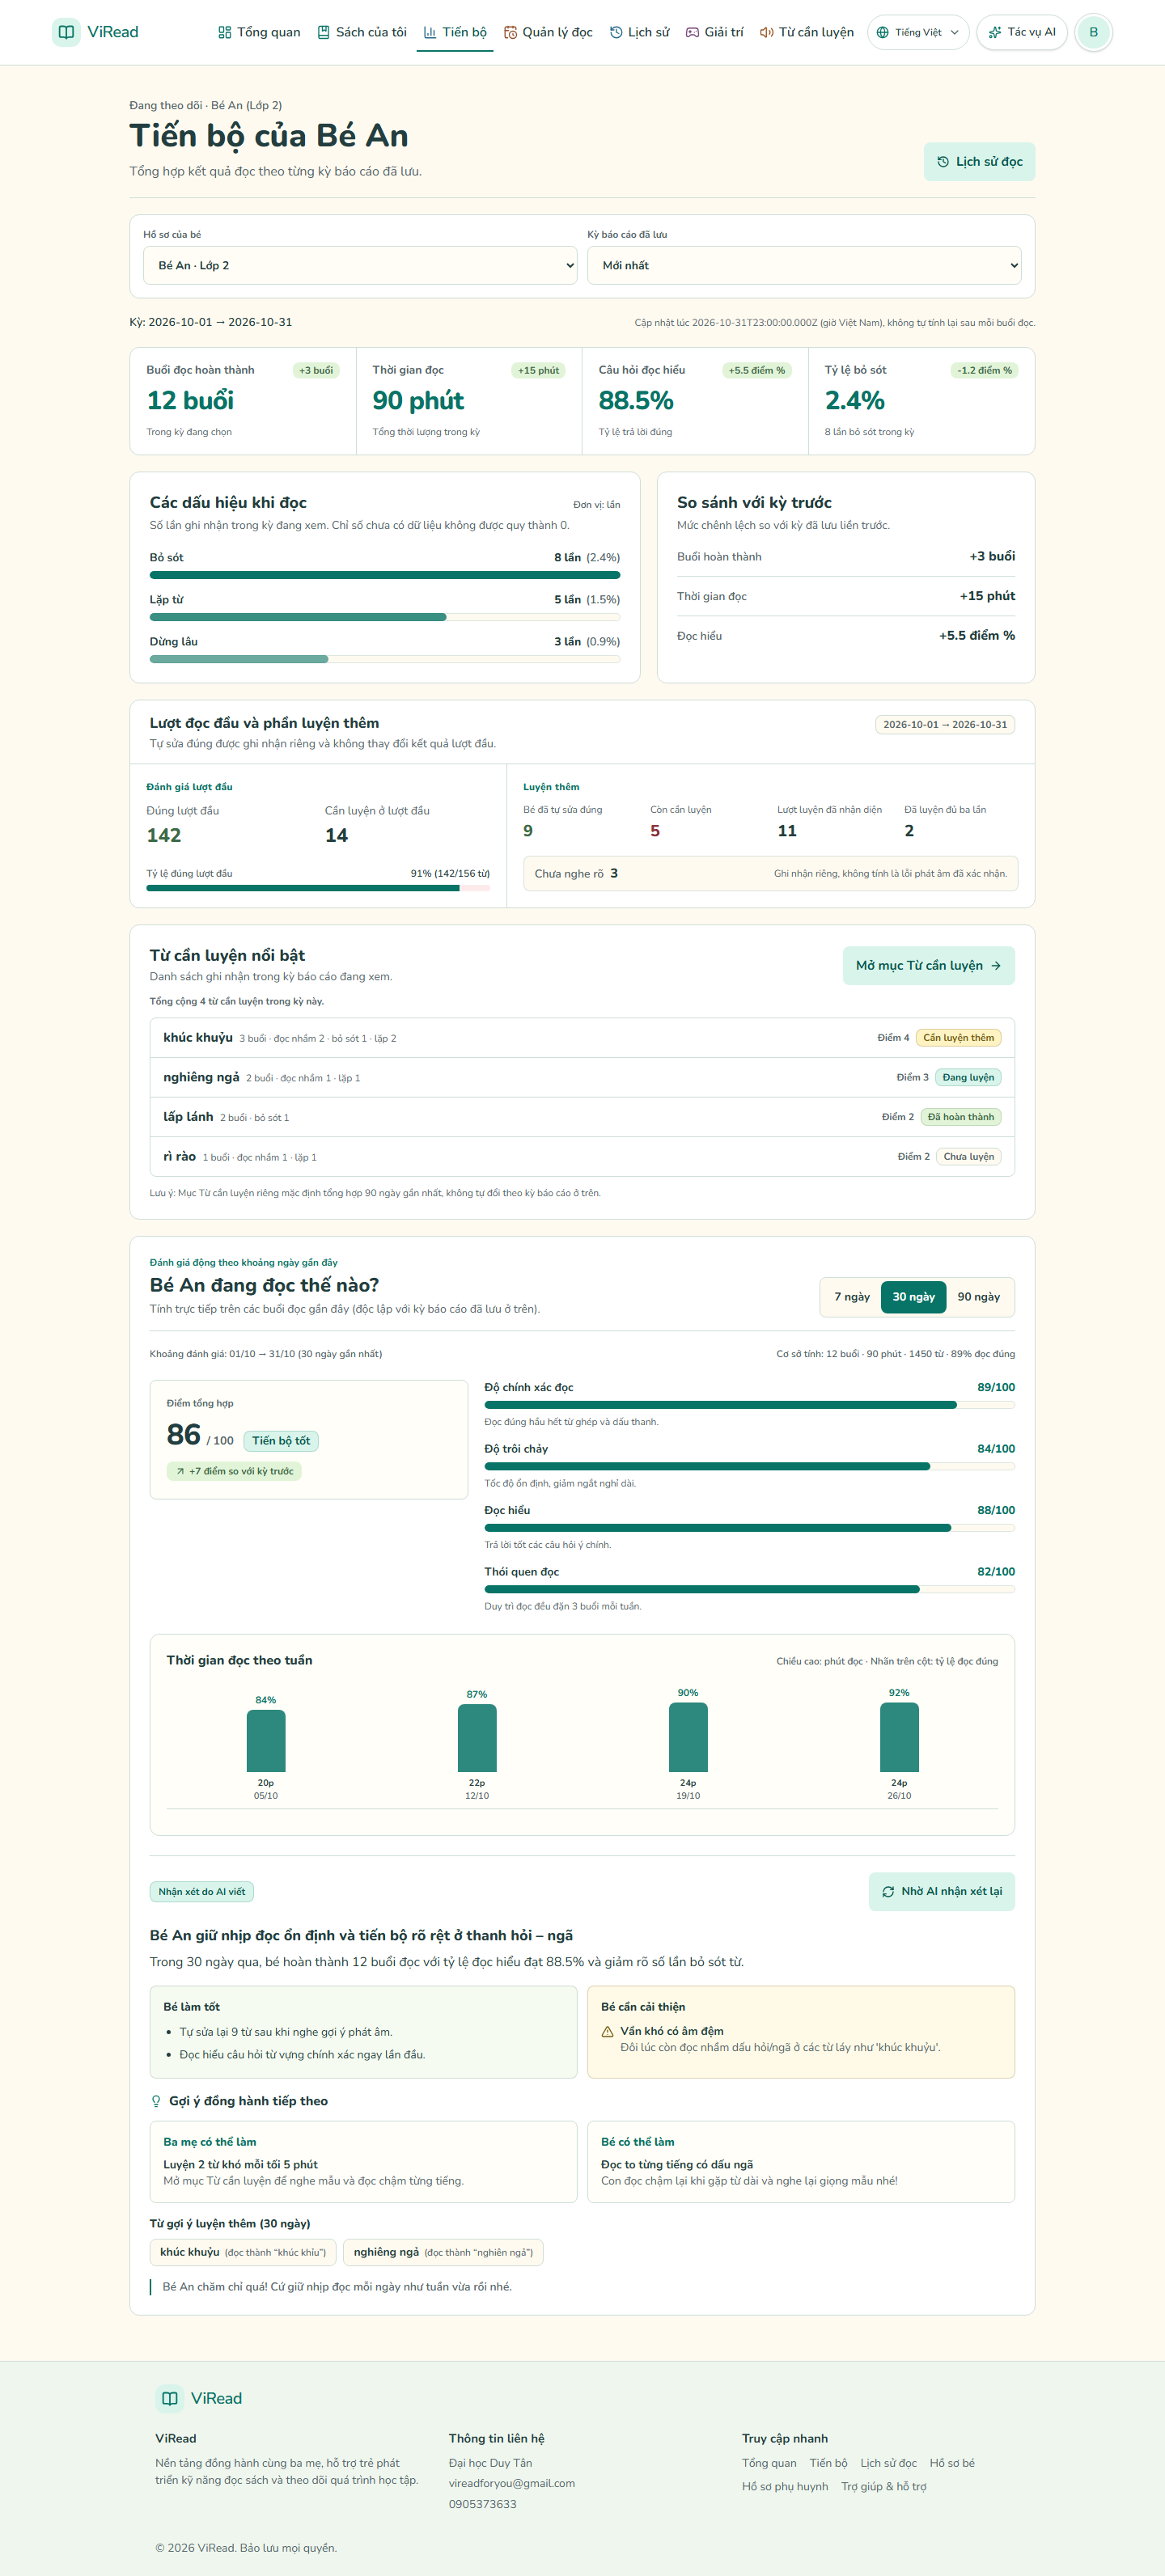 ViRead
Tổng quan
Sách của tôi
Tiến bộ
Quản lý đọc
Lịch sử
Giải trí
Từ cần luyện
Tiếng Việt
Tác vụ AI
B
Đang theo dõi · Bé An (Lớp 2)
Tiến bộ của Bé An
Tổng hợp kết quả đọc theo từng kỳ báo cáo đã lưu.
Lịch sử đọc
Hồ sơ của bé
Kỳ báo cáo đã lưu
Bé An · Lớp 2
Mới nhất
Kỳ: 2026-10-01 → 2026-10-31
Cập nhật lúc 2026-10-31T23:00:00.000Z (giờ Việt Nam), không tự tính lại sau mỗi buổi đọc.
Buổi đọc hoàn thành
+3 buổi
12 buổi
Trong kỳ đang chọn
Thời gian đọc
+15 phút
90 phút
Tổng thời lượng trong kỳ
Câu hỏi đọc hiểu
+5.5 điểm %
88.5%
Tỷ lệ trả lời đúng
Tỷ lệ bỏ sót
-1.2 điểm %
2.4%
8 lần bỏ sót trong kỳ
Các dấu hiệu khi đọc
Đơn vị: lần
Số lần ghi nhận trong kỳ đang xem. Chỉ số chưa có dữ liệu không được quy thành 0.
Bỏ sót
8 lần (2.4%)
Lặp từ
5 lần (1.5%)
Dừng lâu
3 lần (0.9%)
So sánh với kỳ trước
Mức chênh lệch so với kỳ đã lưu liền trước.
Buổi hoàn thành
+3 buổi
Thời gian đọc
+15 phút
Đọc hiểu
+5.5 điểm %
Lượt đọc đầu và phần luyện thêm
Tự sửa đúng được ghi nhận riêng và không thay đổi kết quả lượt đầu.
2026-10-01 → 2026-10-31
Đánh giá lượt đầu
Đúng lượt đầu
142
Cần luyện ở lượt đầu
14
Tỷ lệ đúng lượt đầu
91% (142/156 từ)
Luyện thêm
Bé đã tự sửa đúng
9
Còn cần luyện
5
Lượt luyện đã nhận diện
11
Đã luyện đủ ba lần
2
Chưa nghe rõ 3
Ghi nhận riêng, không tính là lỗi phát âm đã xác nhận.
Từ cần luyện nổi bật
Danh sách ghi nhận trong kỳ báo cáo đang xem.
Mở mục Từ cần luyện →
Tổng cộng 4 từ cần luyện trong kỳ này.
khúc khuỷu 3 buổi · đọc nhầm 2 · bỏ sót 1 · lặp 2
Điểm 4 Cần luyện thêm
nghiêng ngả 2 buổi · đọc nhầm 1 · lặp 1
Điểm 3 Đang luyện
lấp lánh 2 buổi · bỏ sót 1
Điểm 2 Đã hoàn thành
rì rào 1 buổi · đọc nhầm 1 · lặp 1
Điểm 2 Chưa luyện
Lưu ý: Mục Từ cần luyện riêng mặc định tổng hợp 90 ngày gần nhất, không tự đổi theo kỳ báo cáo ở trên.
Đánh giá động theo khoảng ngày gần đây
Bé An đang đọc thế nào?
Tính trực tiếp trên các buổi đọc gần đây (độc lập với kỳ báo cáo đã lưu ở trên).
7 ngày
30 ngày
90 ngày
Khoảng đánh giá: 01/10 → 31/10 (30 ngày gần nhất)
Cơ sở tính: 12 buổi · 90 phút · 1450 từ · 89% đọc đúng
Điểm tổng hợp
86 / 100 Tiến bộ tốt
+7 điểm so với kỳ trước
Độ chính xác đọc
89/100
Đọc đúng hầu hết từ ghép và dấu thanh.
Độ trôi chảy
84/100
Tốc độ ổn định, giảm ngắt nghỉ dài.
Đọc hiểu
88/100
Trả lời tốt các câu hỏi ý chính.
Thói quen đọc
82/100
Duy trì đọc đều đặn 3 buổi mỗi tuần.
Thời gian đọc theo tuần
Chiều cao: phút đọc · Nhãn trên cột: tỷ lệ đọc đúng
84%
87%
90%
92%
20p
22p
24p
24p
05/10
12/10
19/10
26/10
Nhận xét do AI viết
Nhờ AI nhận xét lại
Bé An giữ nhịp đọc ổn định và tiến bộ rõ rệt ở thanh hỏi – ngã
Trong 30 ngày qua, bé hoàn thành 12 buổi đọc với tỷ lệ đọc hiểu đạt 88.5% và giảm rõ số lần bỏ sót từ.
Bé làm tốt
Tự sửa lại 9 từ sau khi nghe gợi ý phát âm.
Đọc hiểu câu hỏi từ vựng chính xác ngay lần đầu.
Bé cần cải thiện
Vần khó có âm đệm
Đôi lúc còn đọc nhầm dấu hỏi/ngã ở các từ láy như 'khúc khuỷu'.
Gợi ý đồng hành tiếp theo
Ba mẹ có thể làm
Luyện 2 từ khó mỗi tối 5 phút
Mở mục Từ cần luyện để nghe mẫu và đọc chậm từng tiếng.
Bé có thể làm
Đọc to từng tiếng có dấu ngã
Con đọc chậm lại khi gặp từ dài và nghe lại giọng mẫu nhé!
Từ gợi ý luyện thêm (30 ngày)
khúc khuỷu (đọc thành “khúc khỉu”)
nghiêng ngả (đọc thành “nghiên ngả”)
Bé An chăm chỉ quá! Cứ giữ nhịp đọc mỗi ngày như tuần vừa rồi nhé.
ViRead
ViRead
Nền tảng đồng hành cùng ba mẹ, hỗ trợ trẻ phát
triển kỹ năng đọc sách và theo dõi quá trình học tập.
Thông tin liên hệ
Đại học Duy Tân
vireadforyou@gmail.com
0905373633
Truy cập nhanh
Tổng quan
Tiến bộ
Lịch sử đọc
Hồ sơ bé
Hồ sơ phụ huynh
Trợ giúp & hỗ trợ
© 2026 ViRead. Bảo lưu mọi quyền.